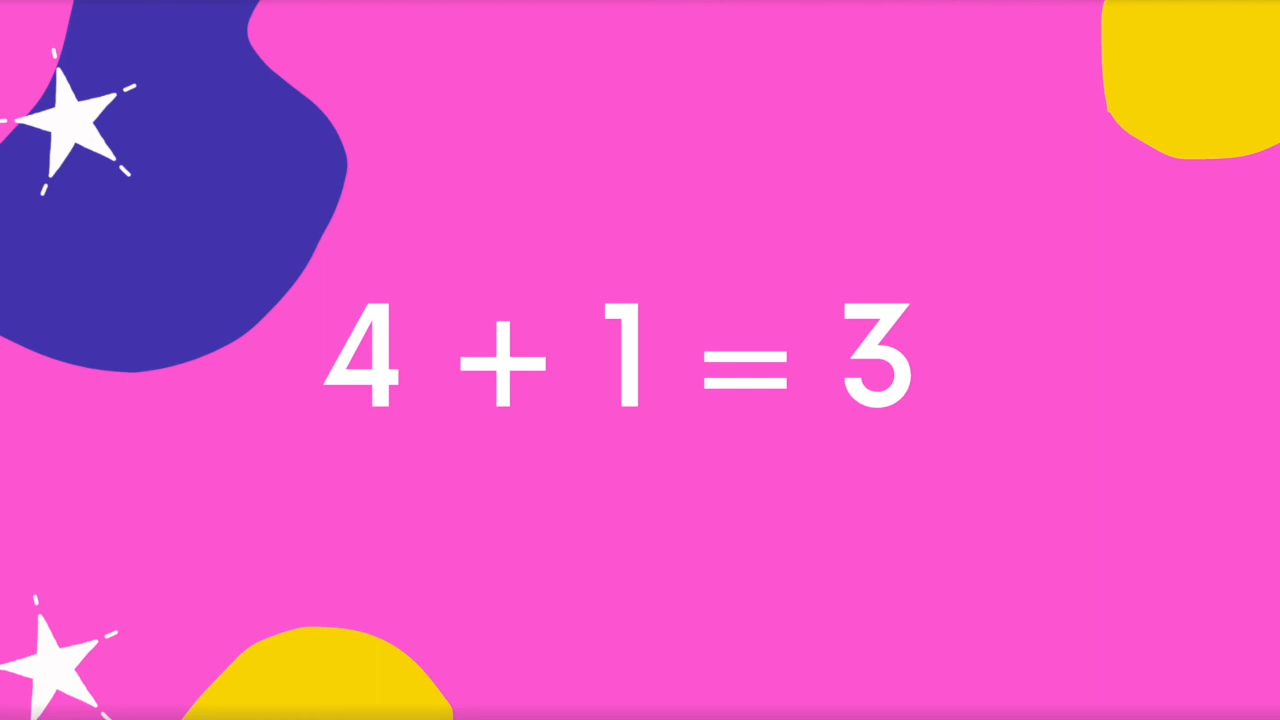 4 + 1 = 3